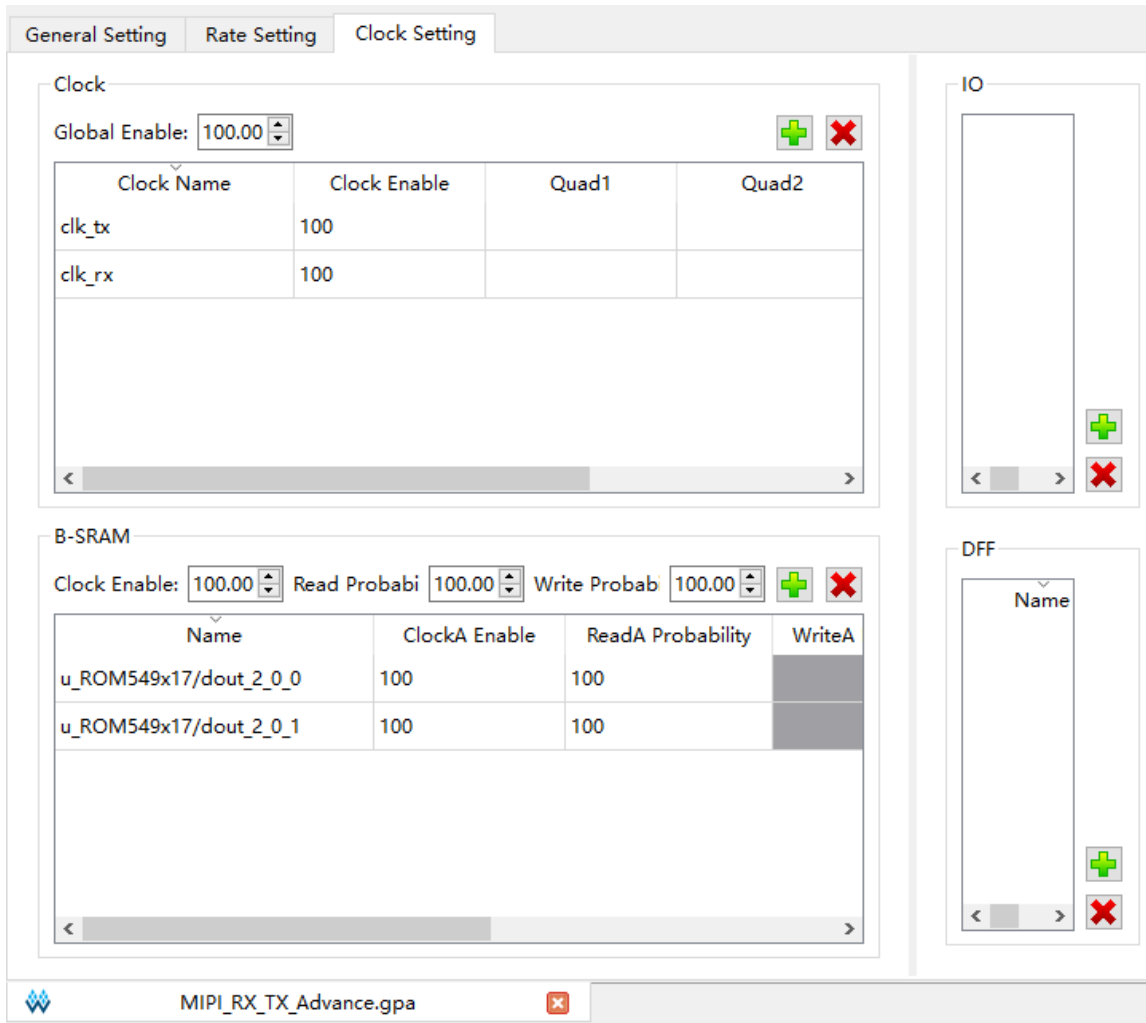 General Setting Rate Setting Clock Setting
Clock
Global Enable: 100.00
Clock Name Clock Enable Quad1 Quad2
clk_tx 100
clk_rx 100
B-SRAM
Clock Enable: 100.00 Read Probabi 100.00 Write Probabi 100.00
Name ClockA Enable ReadA Probability WriteA
u_ROM549x17/dout_2_0_0 100 100
u_ROM549x17/dout_2_0_1 100 100
IO
DFF
Name
MIPI_RX_TX_Advance.gpa